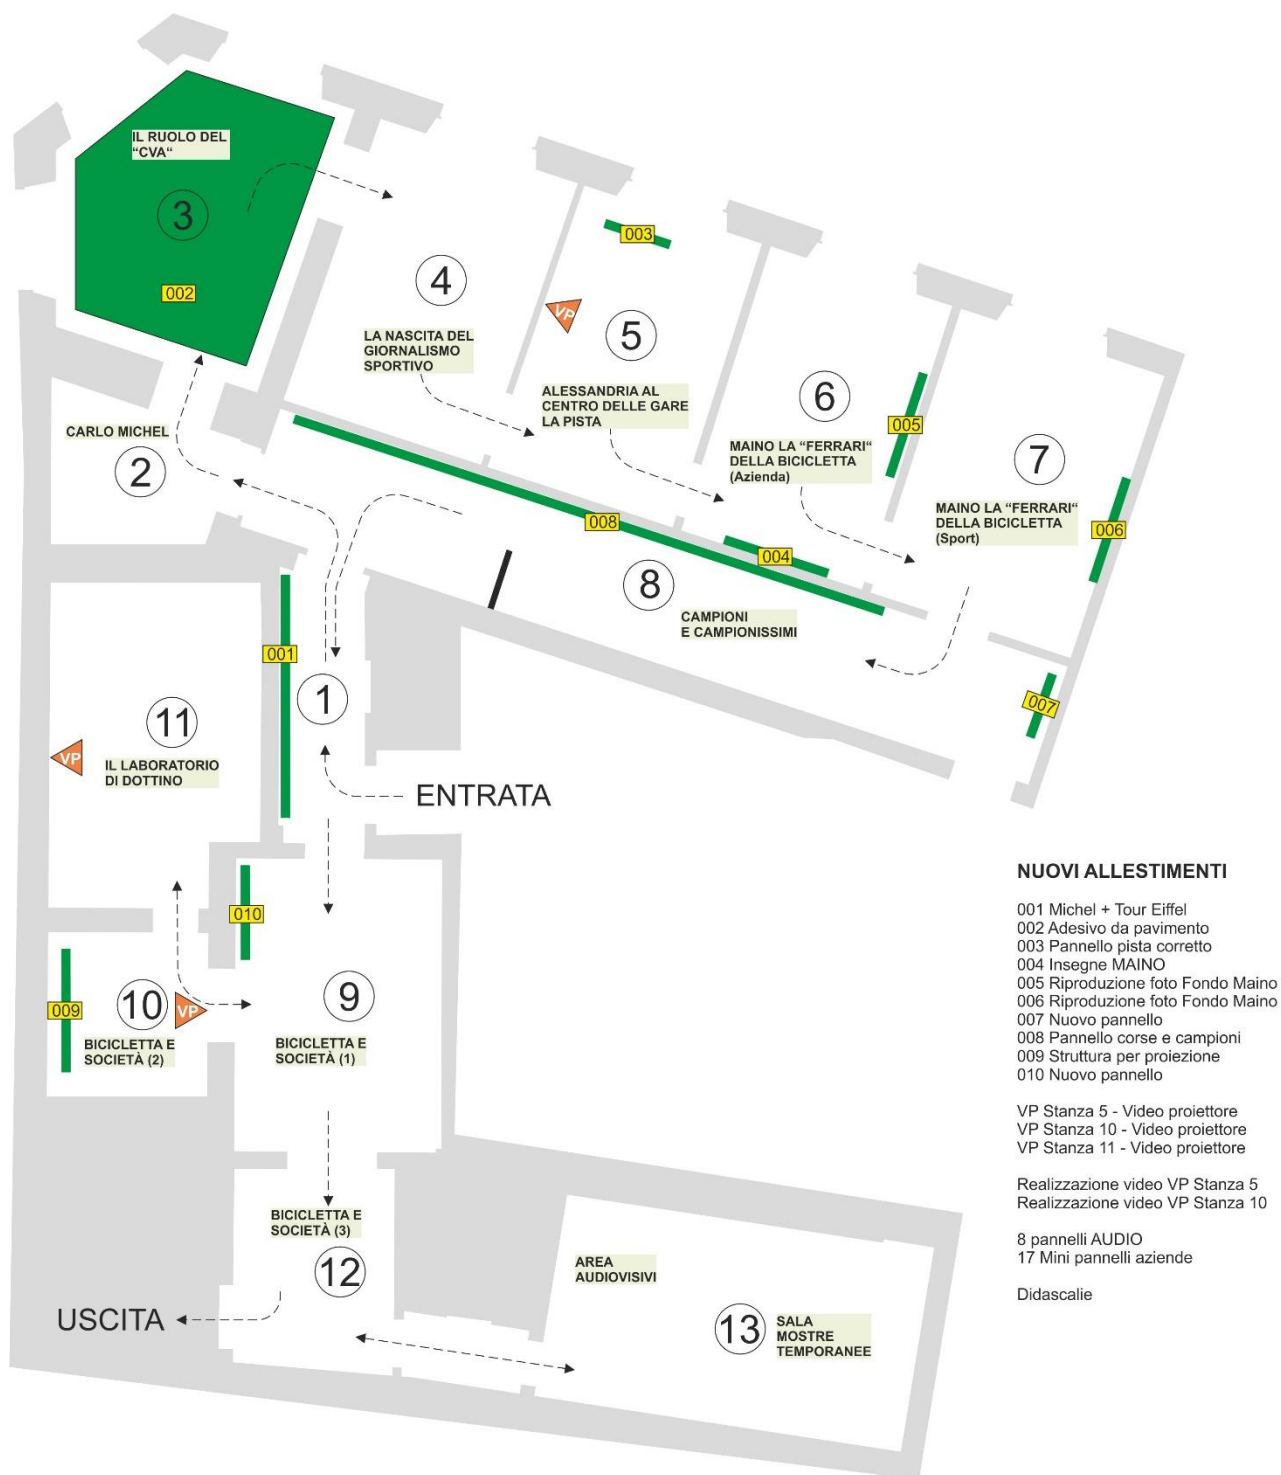 IL RUOLO DEL
"CVA"
3
002
003
VP
4
5
LA NASCITA DEL
GIORNALISMO
SPORTIVO
ALESSANDRIA AL
CENTRO DELLE GARE
LA PISTA
6
005
MAINO LA "FERRARI"
DELLA BICICLETTA
(Azienda)
7
CARLO MICHEL
2
MAINO LA "FERRARI"
DELLA BICICLETTA
(Sport)
006
008
004
8
CAMPIONI
E CAMPIONISSIMI
001
1
007
11
VP
IL LABORATORIO
DI DOTTINO
ENTRATA
010
10
VP
009
BICICLETTA E
SOCIETÀ (2)
9
BICICLETTA E
SOCIETÀ (1)
BICICLETTA E
SOCIETÀ (3)
12
USCITA
AREA
AUDIOVISIVI
13
SALA
MOSTRE
TEMPORANEE
NUOVI ALLESTIMENTI
001 Michel + Tour Eiffel
002 Adesivo da pavimento
003 Pannello pista corretto
004 Insegne MAINO
005 Riproduzione foto Fondo Maino
006 Riproduzione foto Fondo Maino
007 Nuovo pannello
008 Pannello corse e campioni
009 Struttura per proiezione
010 Nuovo pannello
VP Stanza 5 - Video proiettore
VP Stanza 10 - Video proiettore
VP Stanza 11 - Video proiettore
Realizzazione video VP Stanza 5
Realizzazione video VP Stanza 10
8 pannelli AUDIO
17 Mini pannelli aziende
Didascalie